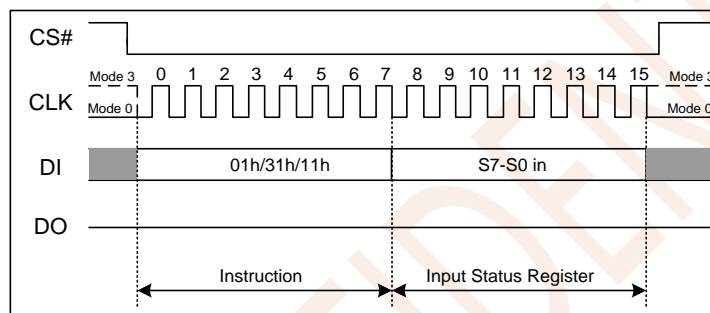 CS#
Mode 3 0 1 2 3 4 5 6 7 8 9 10 11 12 13 14 15 Mode 3
CLK
Mode 0 Mode 0
DI 01h/31h/11h S7-S0 in
DO
Instruction Input Status Register